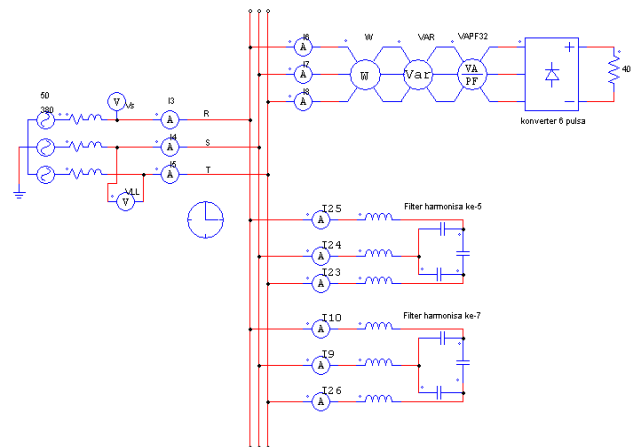 I6
W
VAR
VAPF32
A
I7
A
W
Var
VA
PF
I8
A
40
konverter 6 pulsa
50
380
V
Vs
I3
A
R
I4
A
S
I5
A
T
VLL
V
I25
A
Filter harmonisa ke-5
I24
A
I23
A
I10
A
Filter harmonisa ke-7
I9
A
I26
A